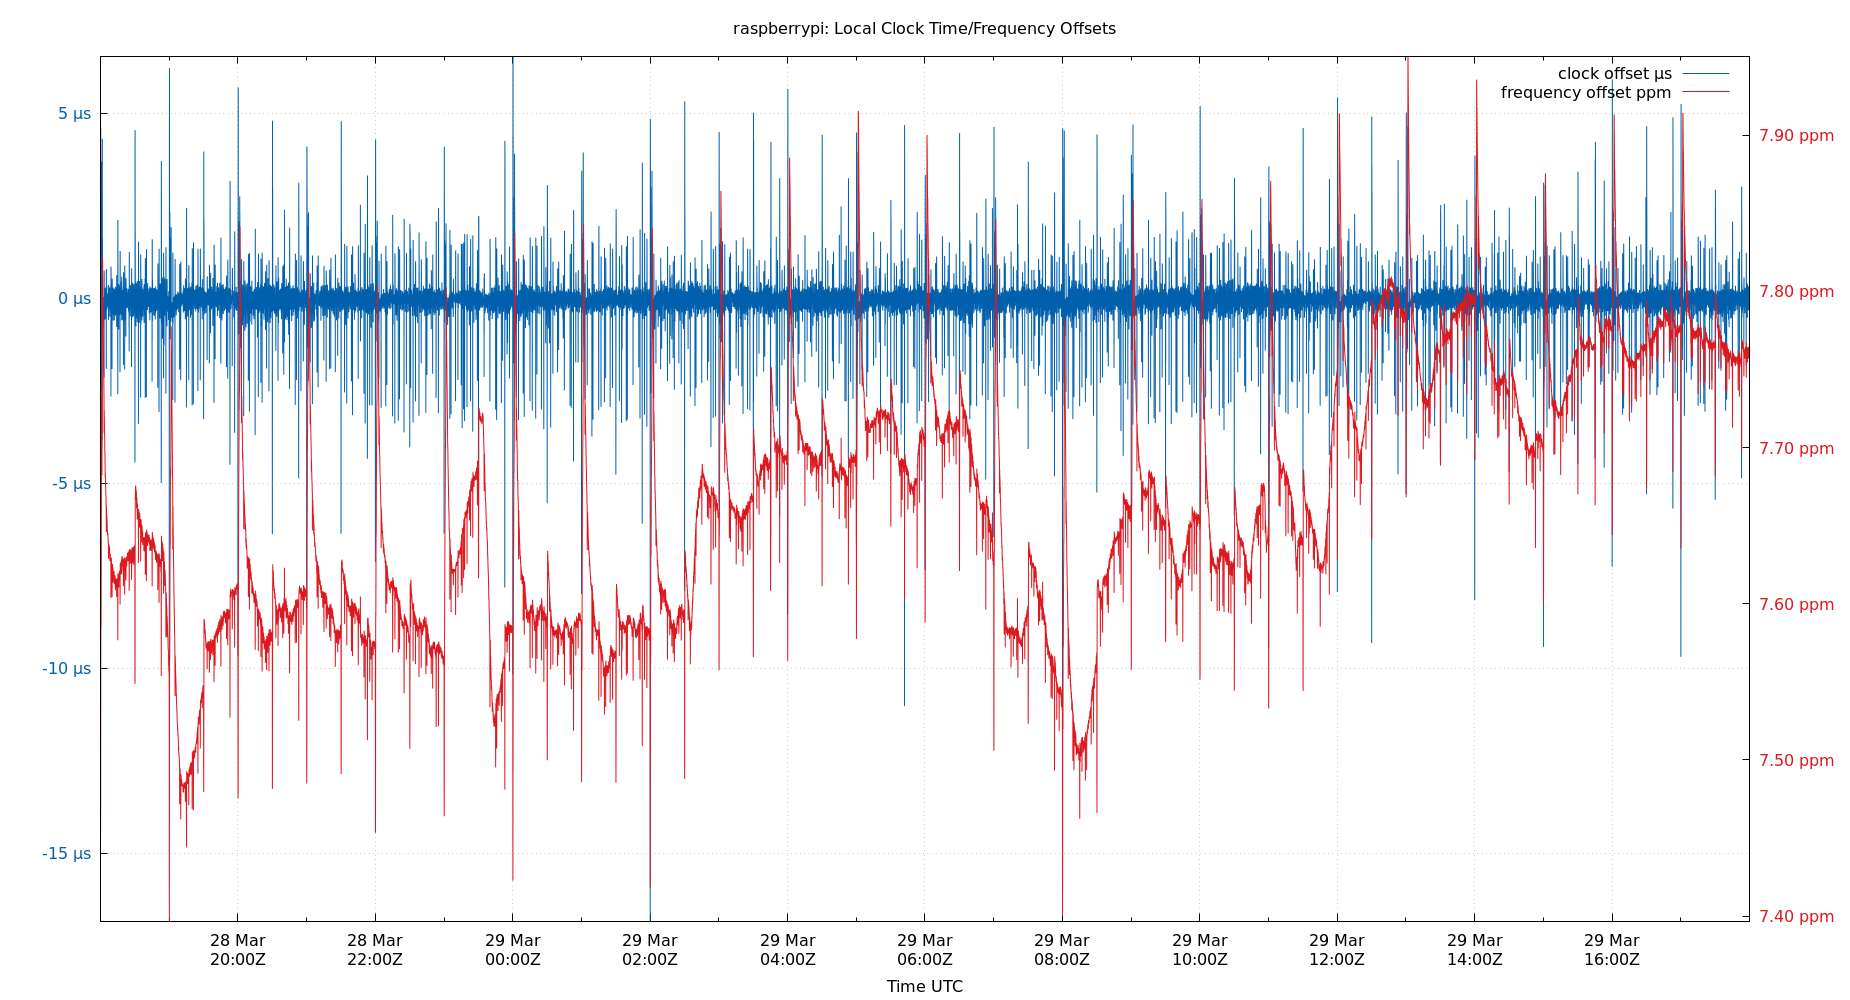 raspberrypi: Local Clock Time/Frequency Offsets
clock offset µs
frequency offset ppm
5 µs
0 µs
-5 µs
-10 µs
-15 µs
7.90 ppm
7.80 ppm
7.70 ppm
7.60 ppm
7.50 ppm
7.40 ppm
28 Mar
20:00Z
28 Mar
22:00Z
29 Mar
00:00Z
29 Mar
02:00Z
29 Mar
04:00Z
29 Mar
06:00Z
29 Mar
08:00Z
29 Mar
10:00Z
29 Mar
12:00Z
29 Mar
14:00Z
29 Mar
16:00Z
Time UTC